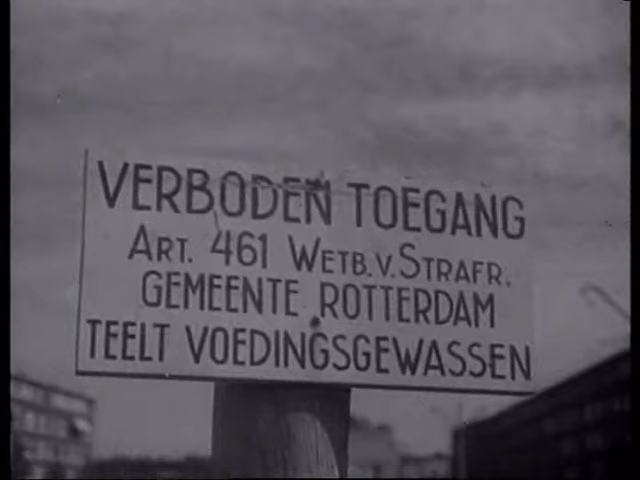 VERBODEN TOEGANG
ART. 461 WETB.V.STRAFR.
GEMEENTE ROTTERDAM
TEELT VOEDINGSGEWASSEN